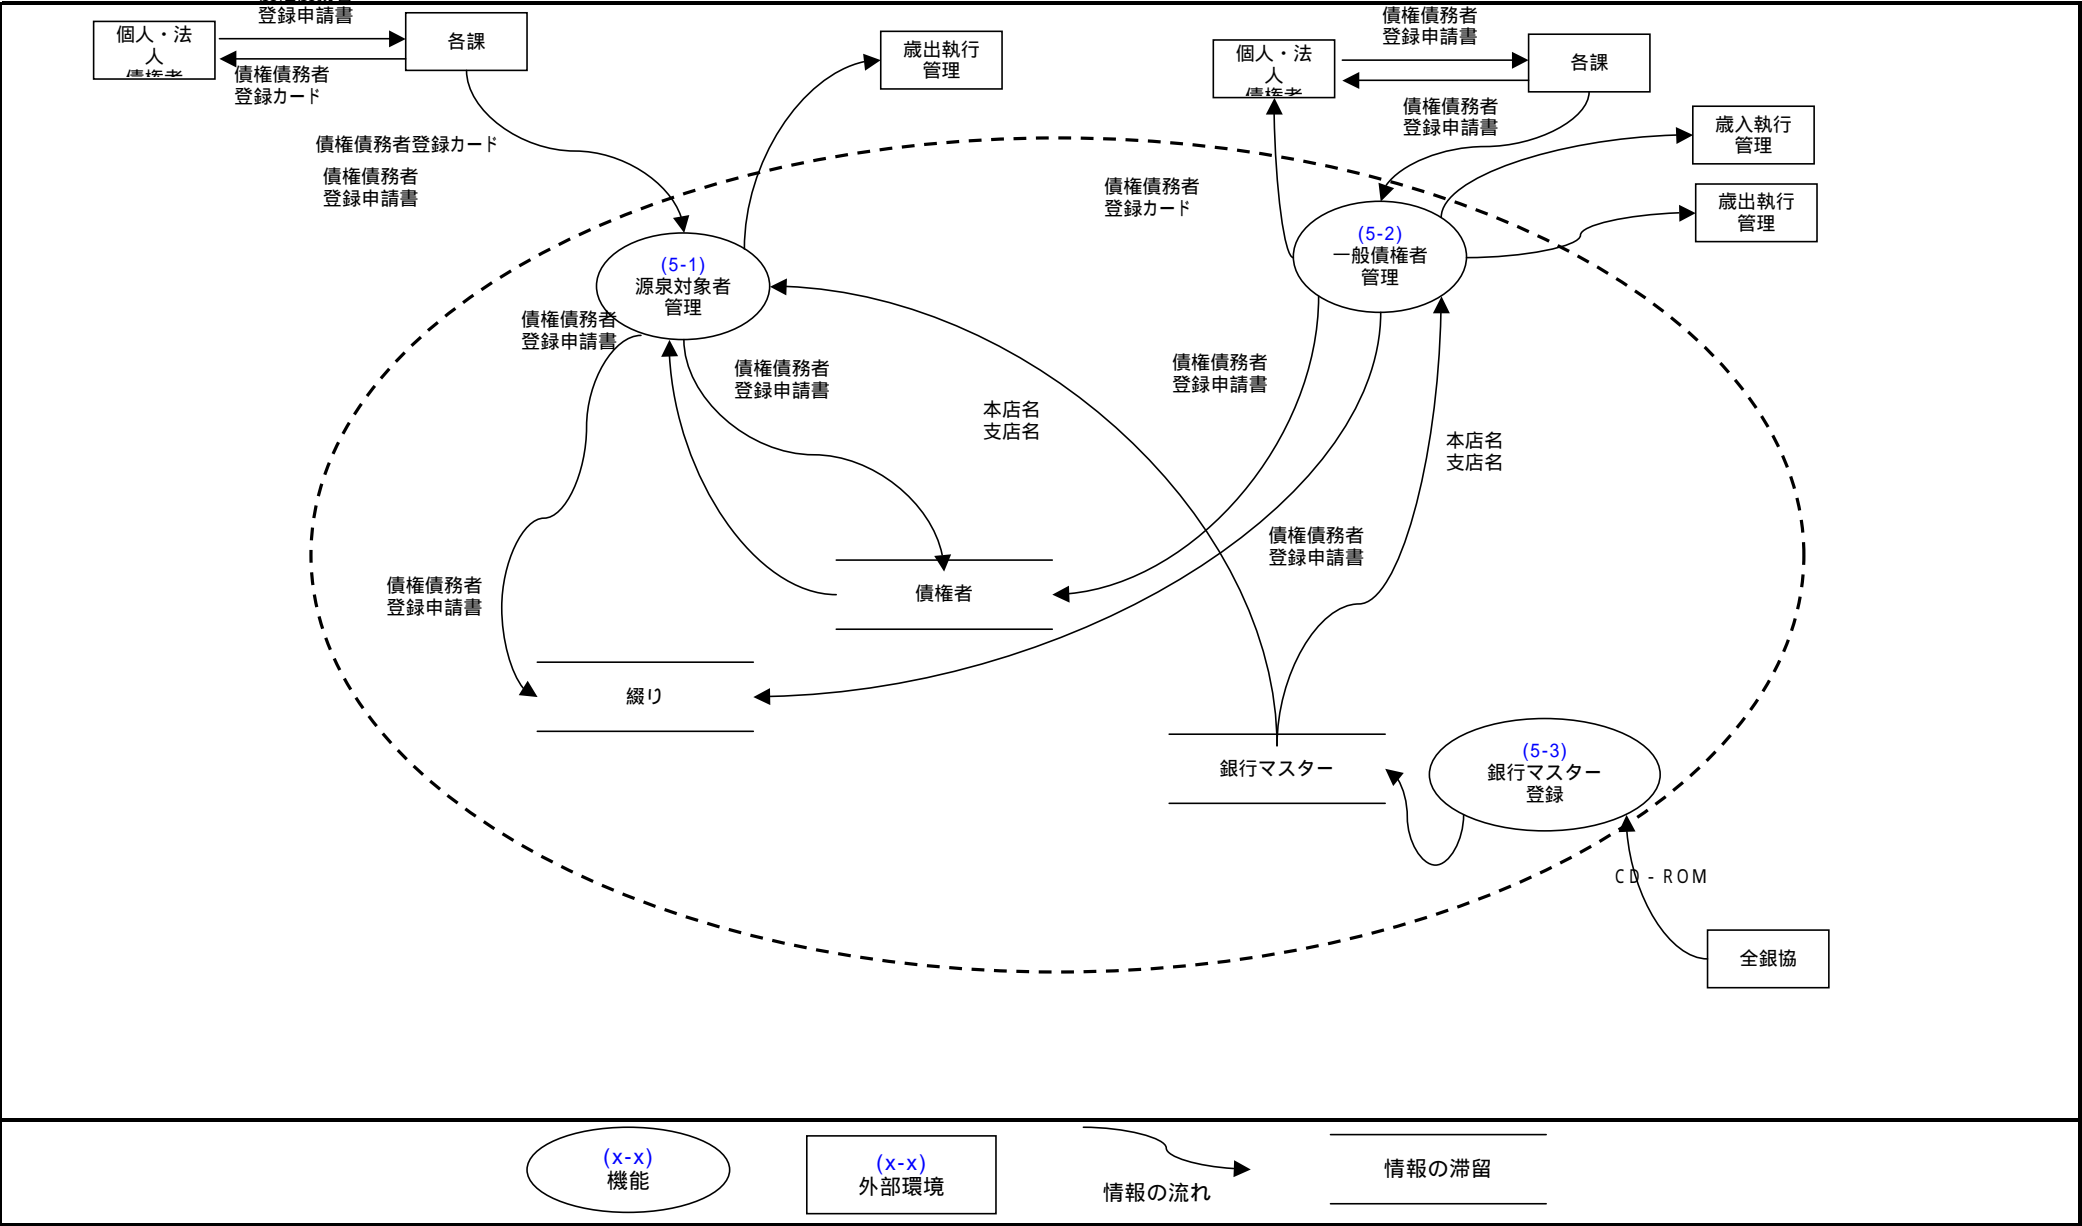 登録申請書
個人・法
人
債権者
各課
債権債務者
登録カード
歳出執行
管理
債権債務者登録カード
債権債務者
登録申請書
個人・法
人
債権者
債権債務者
登録申請書
各課
債権債務者
登録申請書
歳入執行
管理
歳出執行
管理
債権債務者
登録カード
(5-1)
源泉対象者
管理
(5-2)
一般債権者
管理
債権債務者
登録申請書
債権債務者
登録申請書
本店名
支店名
債権債務者
登録申請書
本店名
支店名
債権債務者
登録申請書
債権債務者
登録申請書
債権者
綴り
銀行マスター
(5-3)
銀行マスター
登録
CD-ROM
全銀協
(x-x)
機能
(x-x)
外部環境
情報の流れ
情報の滞留